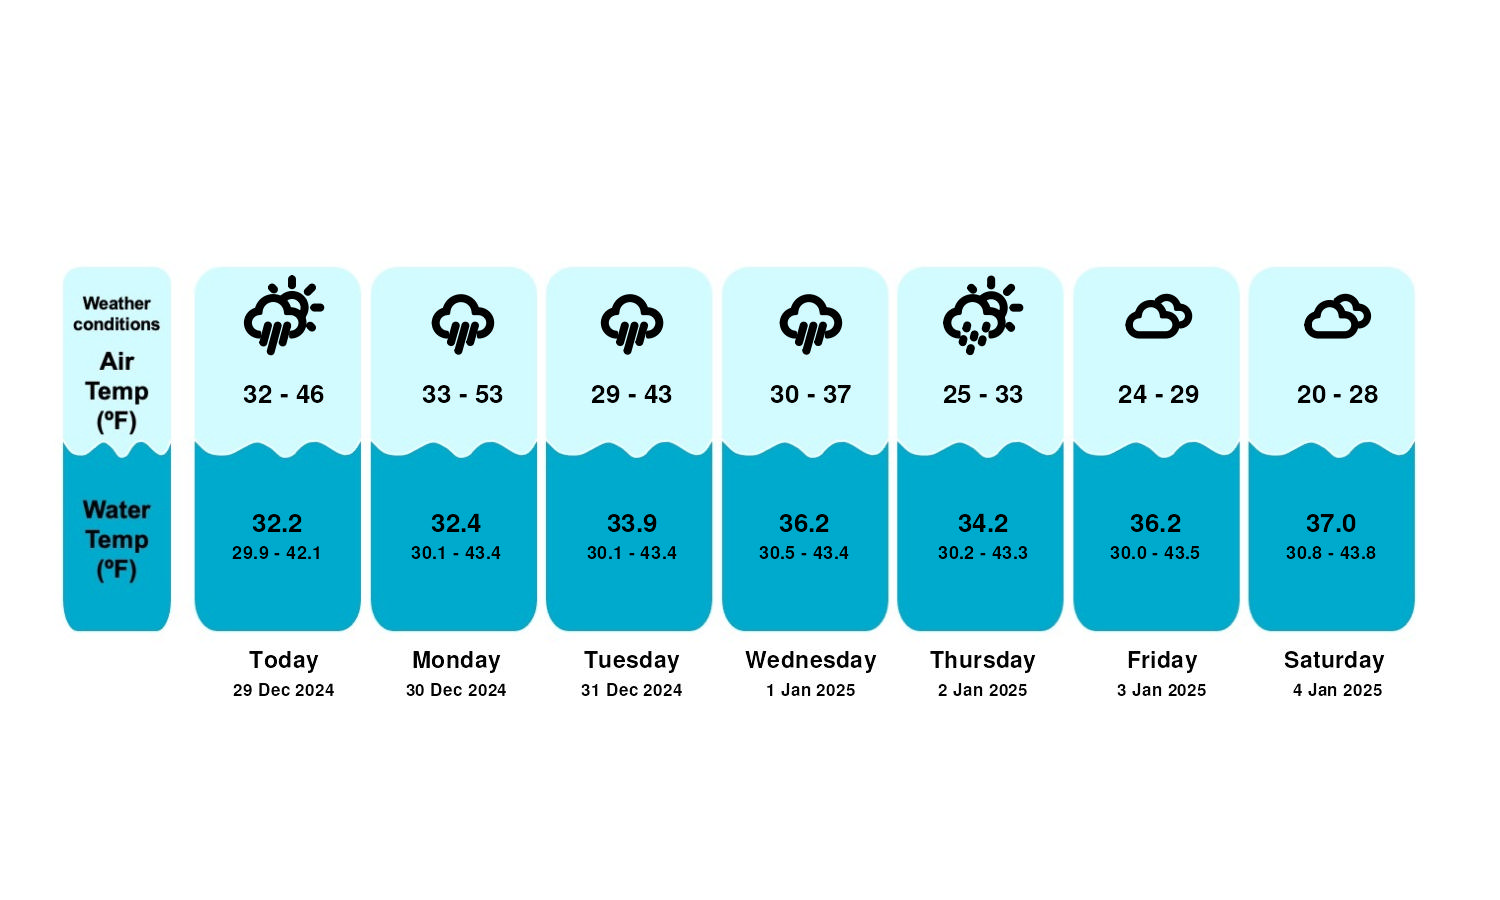 Weather
conditions
Air
Temp
(ºF)
32 - 46
33 - 53
29 - 43
30 - 37
25 - 33
24 - 29
20 - 28
Water
Temp
(ºF)
32.2
32.4
33.9
36.2
34.2
36.2
37.0
29.9 - 42.1
30.1 - 43.4
30.1 - 43.4
30.5 - 43.4
30.2 - 43.3
30.0 - 43.5
30.8 - 43.8
Today
Monday
Tuesday
Wednesday
Thursday
Friday
Saturday
29 Dec 2024
30 Dec 2024
31 Dec 2024
1 Jan 2025
2 Jan 2025
3 Jan 2025
4 Jan 2025